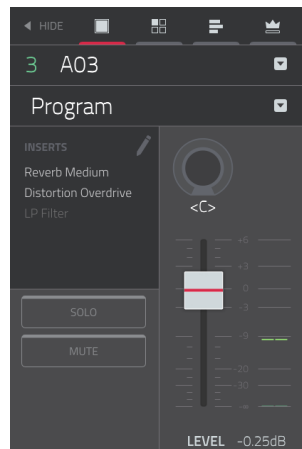 HIDE
3 A03
Program
INSERTS
Reverb Medium
Distortion Overdrive
LP Filter
<C>
+6
+3
0
-3
-9
-20
-30
-∞
SOLO
MUTE
LEVEL -0.25dB